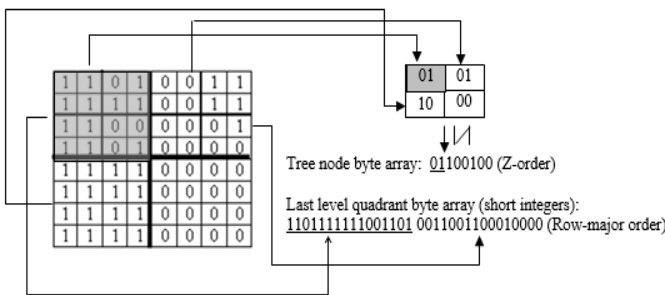 1 1 0 1 0 0 1 1
1 1 1 1 0 0 1 1
1 1 0 0 0 0 0 1
1 1 0 1 0 0 0 0
1 1 1 1 0 0 0 0
1 1 1 1 0 0 0 0
1 1 1 1 0 0 0 0
1 1 1 1 0 0 0 0
01 01
10 00
Tree node byte array: 01100100 (Z-order)
Last level quadrant byte array (short integers):
1101111111001101 0011001100010000 (Row-major order)